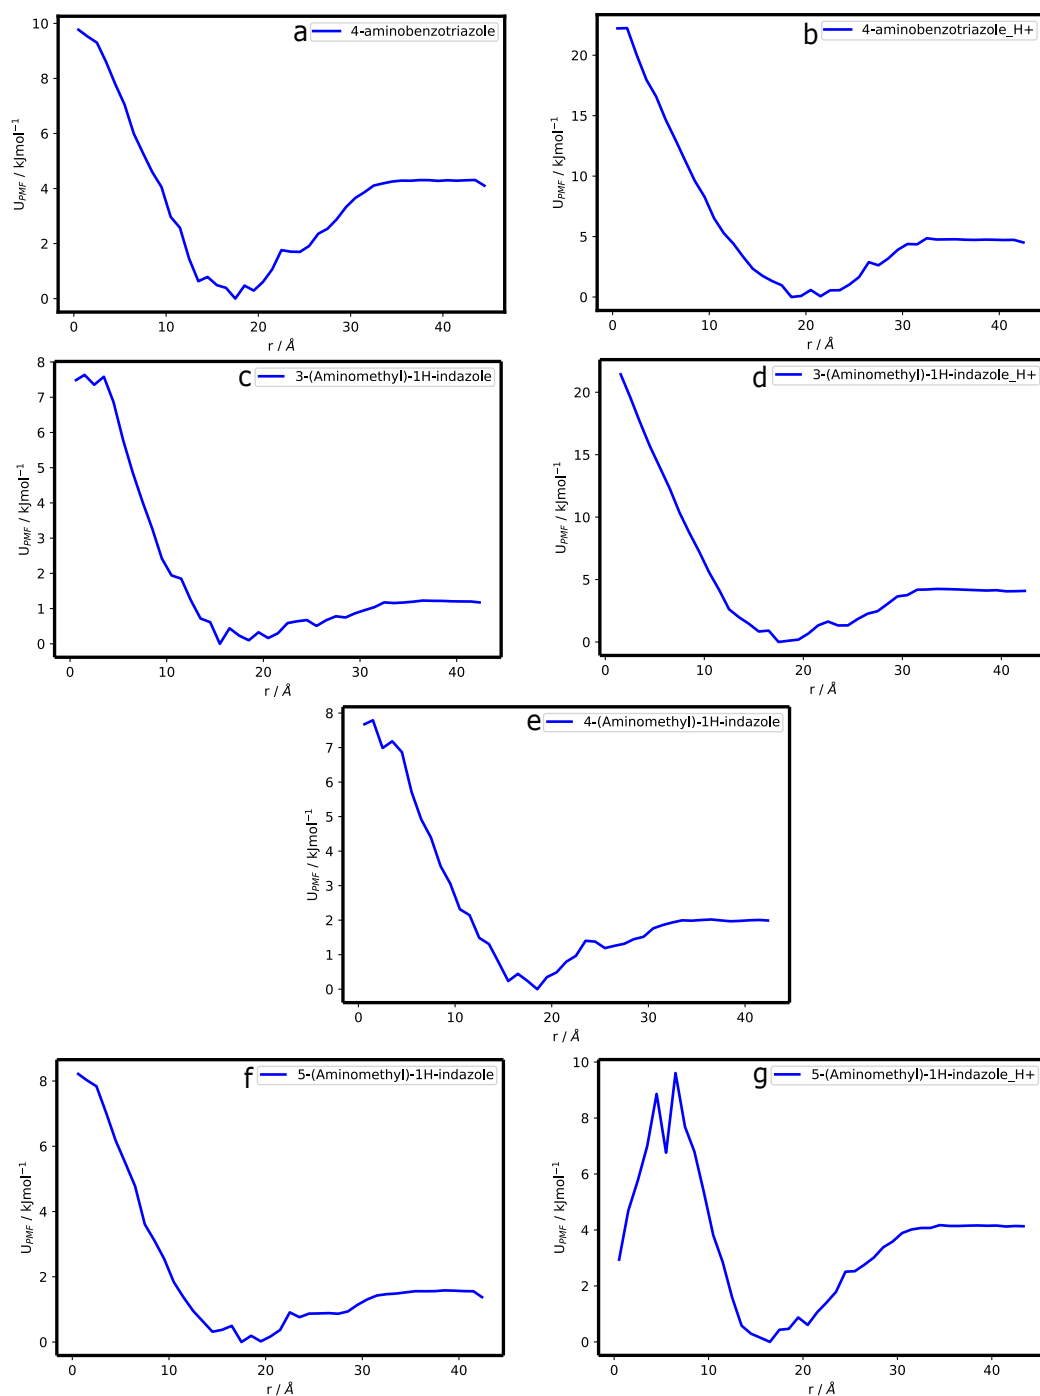 a 4-aminobenzotriazole
10
8
6
4
2
0
U_PMF / kJmol⁻¹
0 10 20 30 40
r / Å
b 4-aminobenzotriazole_H+
20
15
10
5
0
U_PMF / kJmol⁻¹
0 10 20 30 40
r / Å
c 3-(Aminomethyl)-1H-indazole
8
7
6
5
4
3
2
1
0
U_PMF / kJmol⁻¹
0 10 20 30 40
r / Å
d 3-(Aminomethyl)-1H-indazole_H+
20
15
10
5
0
U_PMF / kJmol⁻¹
0 10 20 30 40
r / Å
e 4-(Aminomethyl)-1H-indazole
8
7
6
5
4
3
2
1
0
U_PMF / kJmol⁻¹
0 10 20 30 40
r / Å
f 5-(Aminomethyl)-1H-indazole
8
6
4
2
0
U_PMF / kJmol⁻¹
0 10 20 30 40
r / Å
g 5-(Aminomethyl)-1H-indazole_H+
10
8
6
4
2
0
U_PMF / kJmol⁻¹
0 10 20 30 40
r / Å